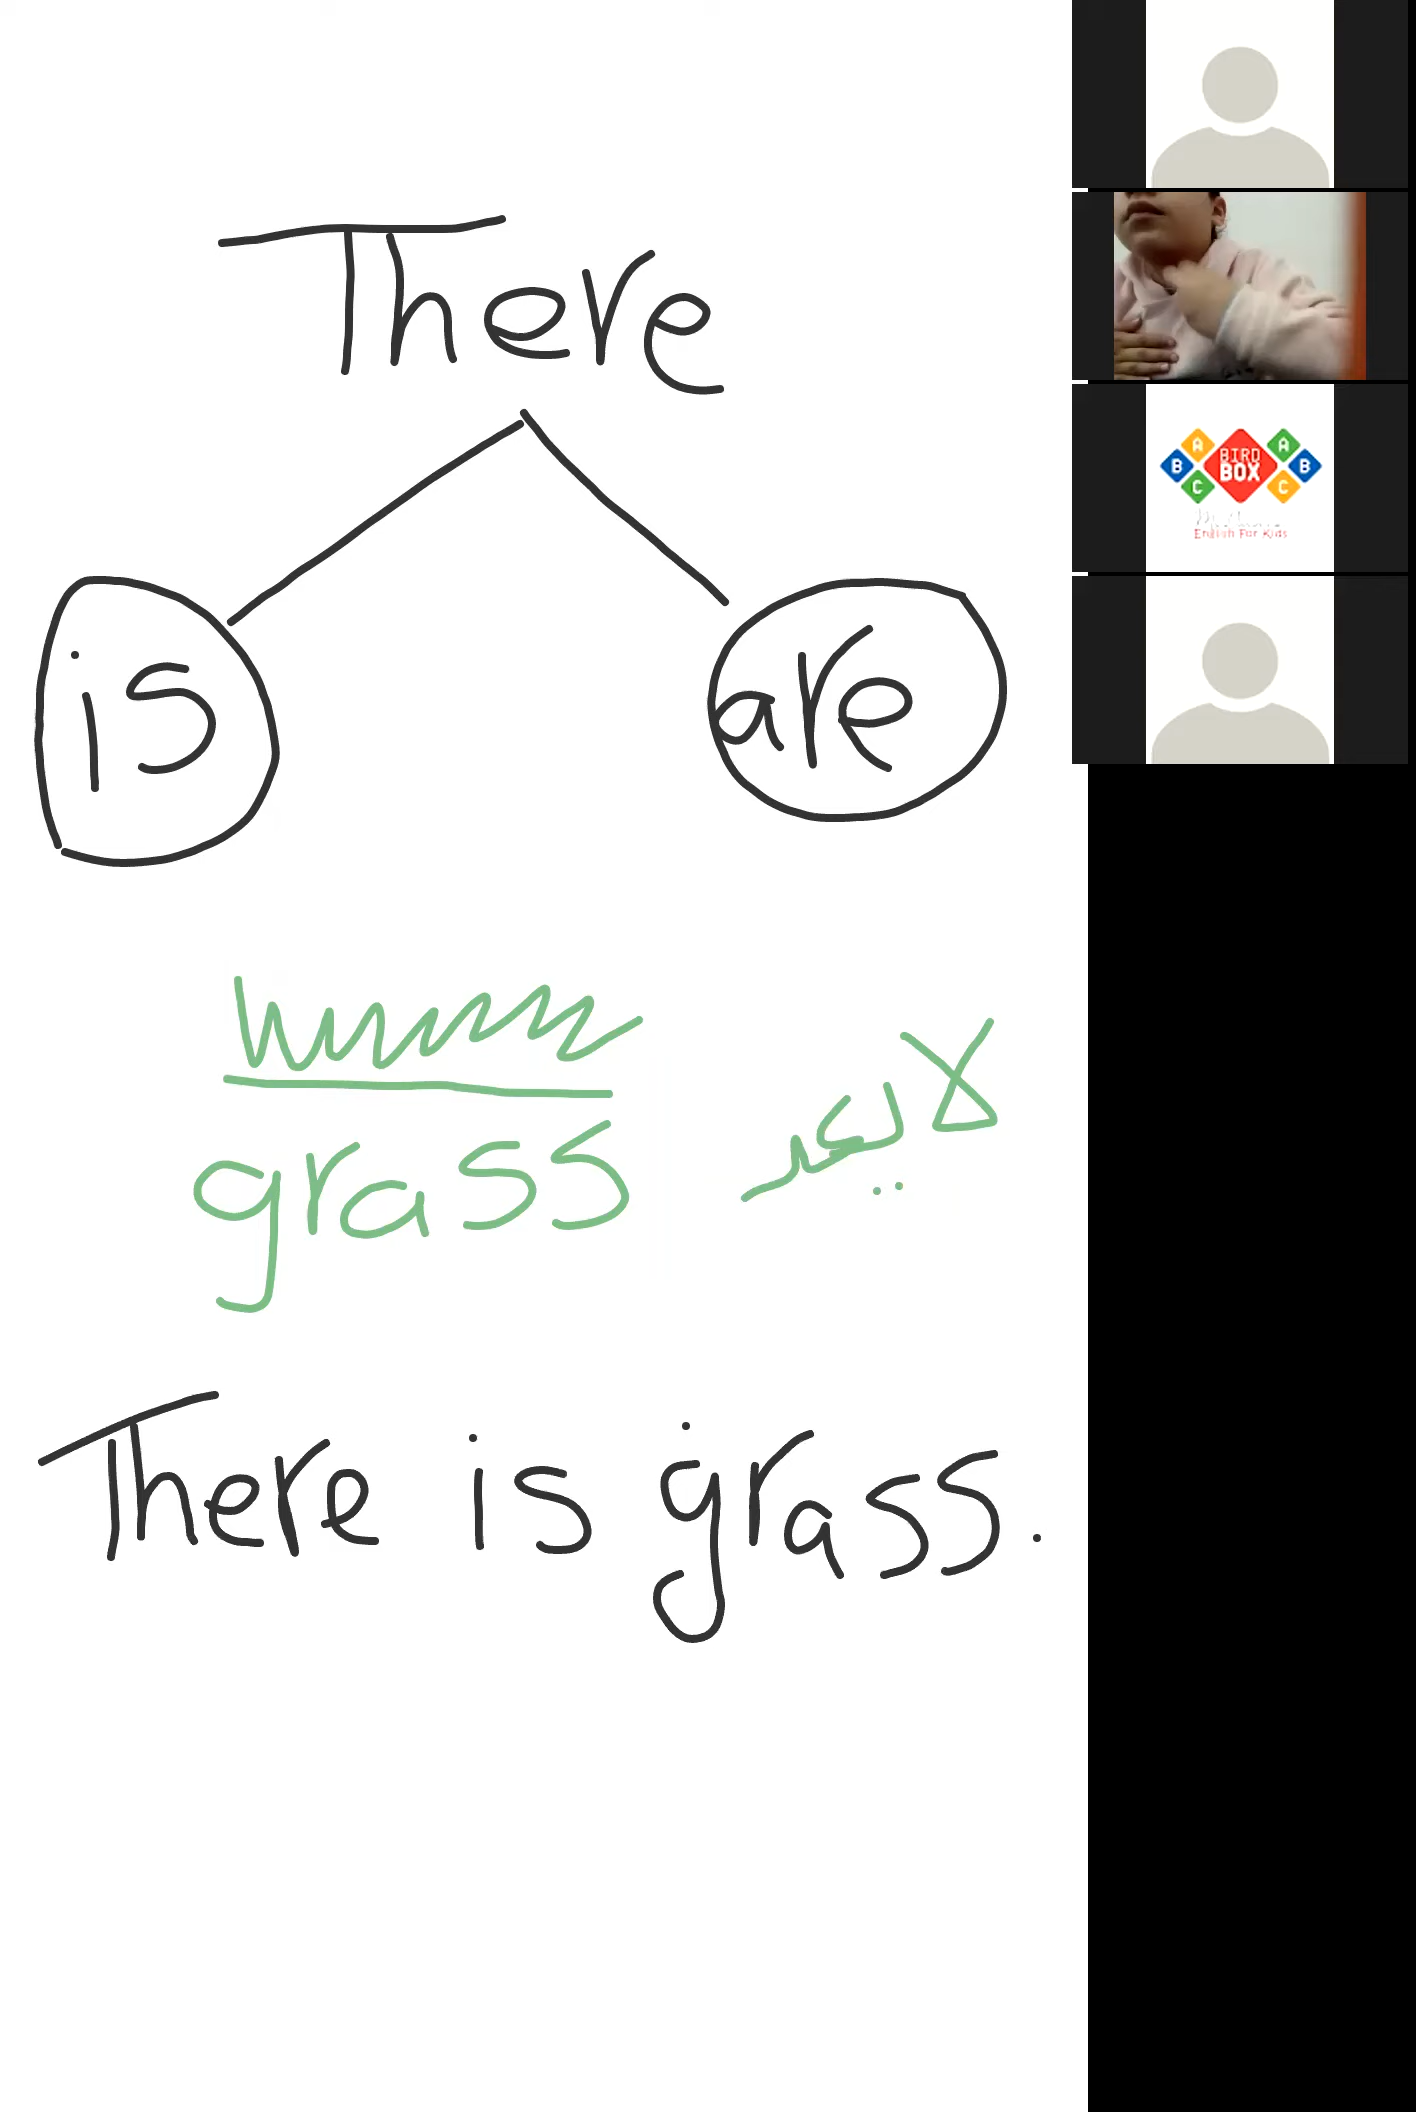 There
is are
grass لا يعد
There is grass.
A A
B BIRD BOX B
C C
English For Kids